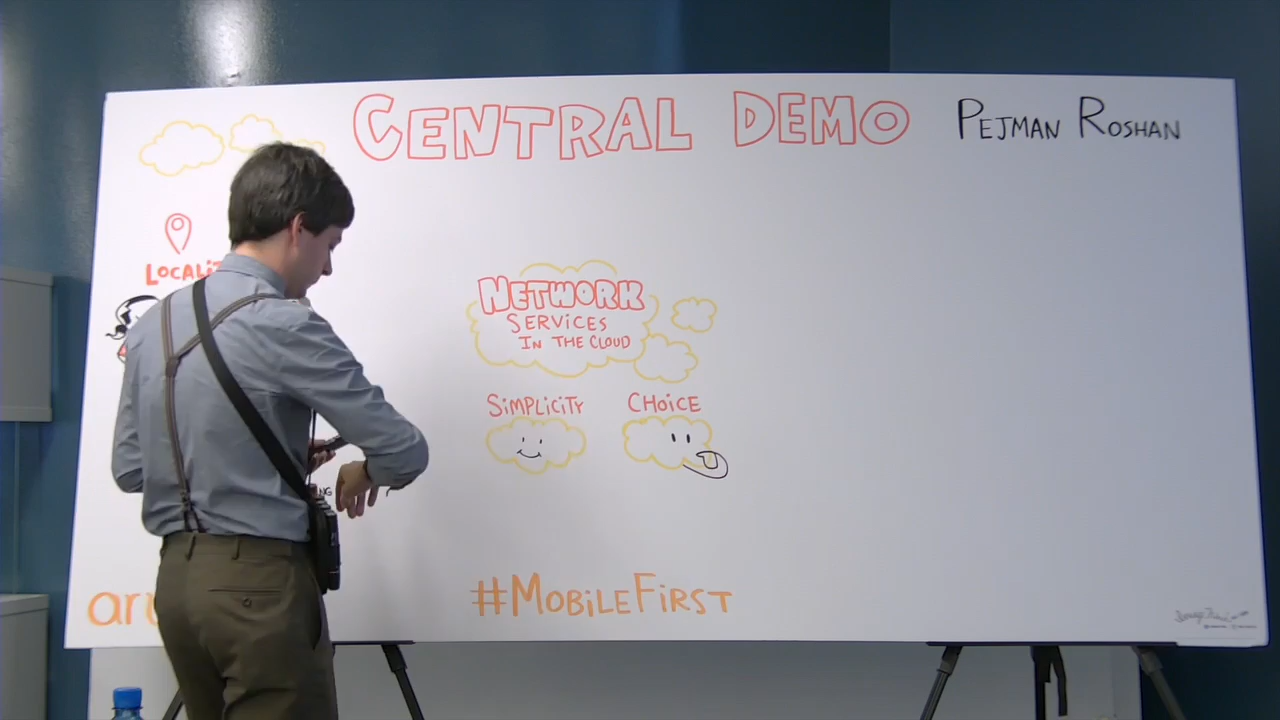 CENTRAL DEMO
PEJMAN ROSHAN
NETWORK
SERVICES
IN THE CLOUD
SIMPLICITY
CHOICE
#MOBILEFIRST